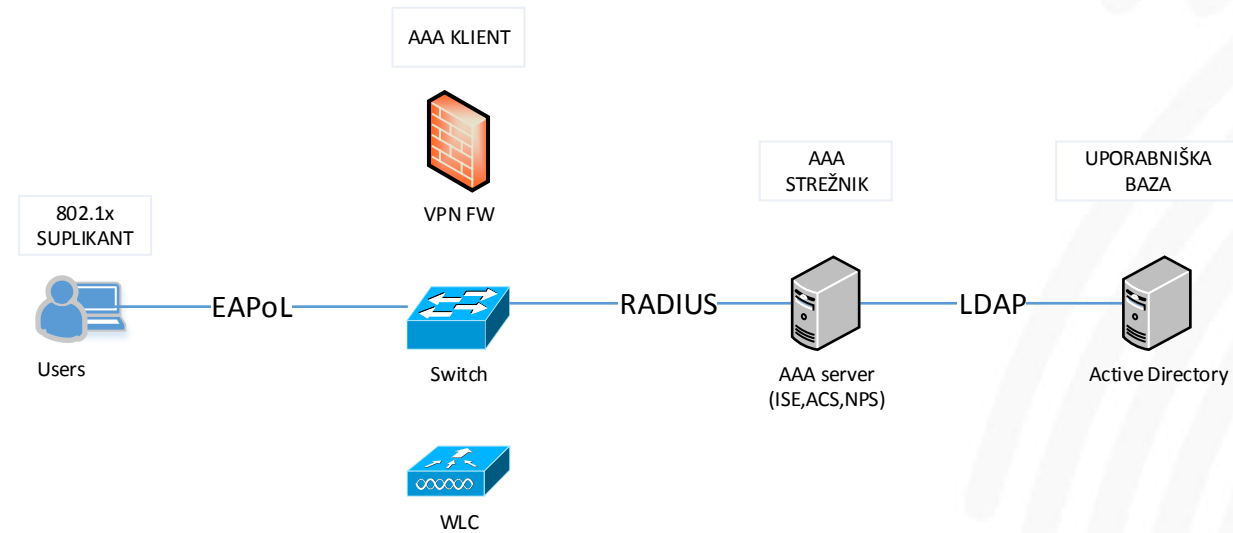 AAA KLIENT
VPN FW
802.1x
SUPLIKANT
Users
EAPoL
Switch
WLC
RADIUS
AAA
STREŽNIK
AAA server
(ISE,ACS,NPS)
LDAP
UPORABNIŠKA
BAZA
Active Directory